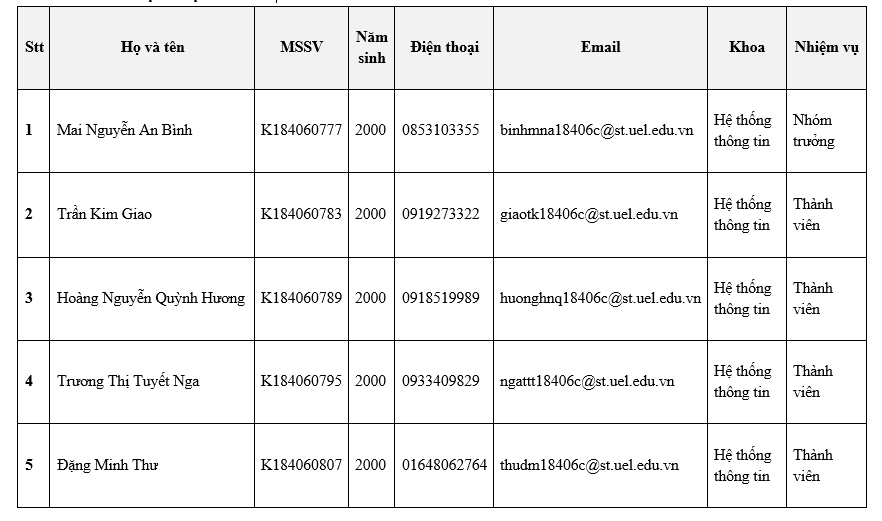 Stt Họ và tên MSSV Năm sinh Điện thoại Email Khoa Nhiệm vụ
1 Mai Nguyễn An Bình K184060777 2000 0853103355 binhmna18406c@st.uel.edu.vn Hệ thống thông tin Nhóm trưởng
2 Trần Kim Giao K184060783 2000 0919273322 giaotk18406c@st.uel.edu.vn Hệ thống thông tin Thành viên
3 Hoàng Nguyễn Quỳnh Hương K184060789 2000 0918519989 huonghnq18406c@st.uel.edu.vn Hệ thống thông tin Thành viên
4 Trương Thị Tuyết Nga K184060795 2000 0933409829 ngattt18406c@st.uel.edu.vn Hệ thống thông tin Thành viên
5 Đặng Minh Thư K184060807 2000 01648062764 thudm18406c@st.uel.edu.vn Hệ thống thông tin Thành viên